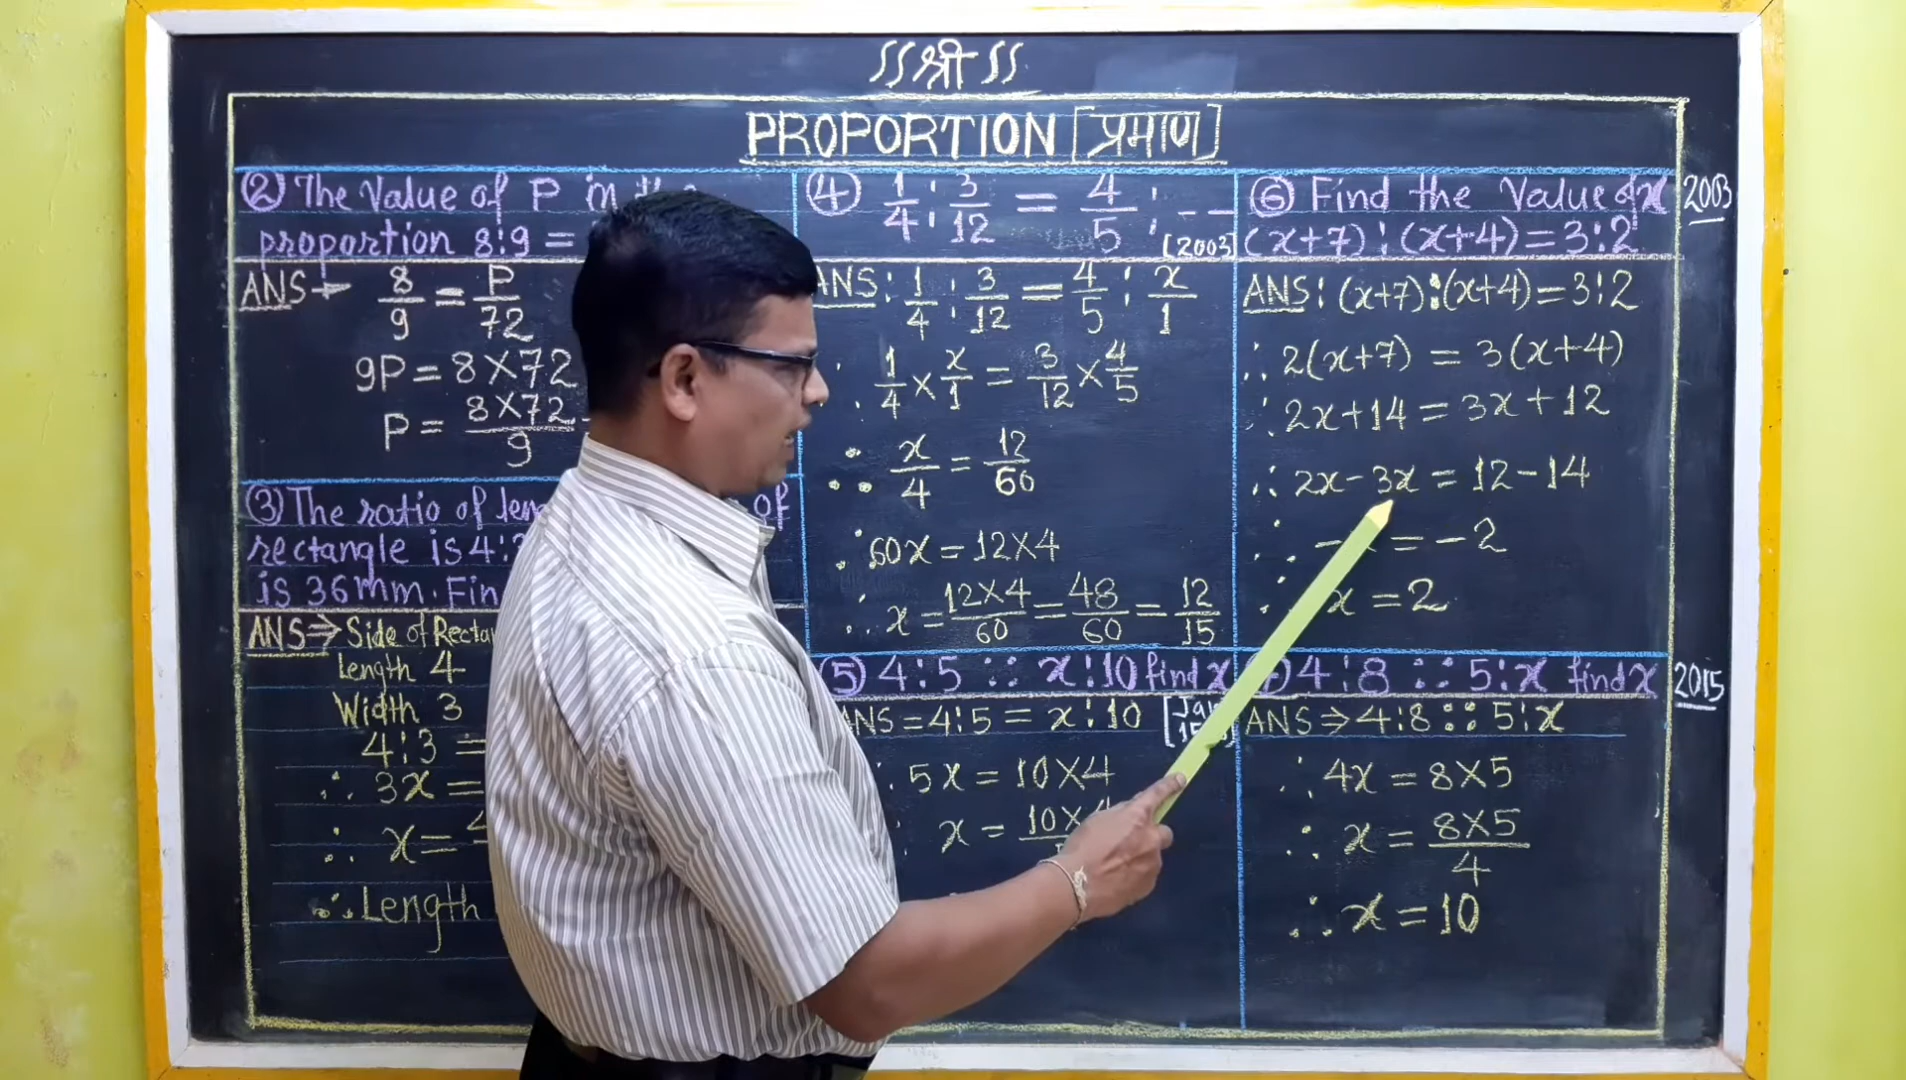 श्री
PROPORTION [प्रमाण]
② The Value of P in the
proportion 8:9 =
ANS → 8/9 = P/72
9P = 8×72
P = 8×72/9
③ The ratio of of
rectangle is 4:
is 36mm. Fin
ANS ⇒ Side of Recta
Length 4
Width 3
4:3 =
∴ 3x =
∴ x =
∴ Length
④ 1/4 : 3/12 = 4/5 : --
[2003]
ANS: 1/4 : 3/12 = 4/5 : x/1
∴ 1/4 × x/1 = 3/12 × 4/5
∴ x/4 = 12/60
∴ 60x = 12×4
∴ x = 12×4/60 = 48/60 = 12/15
⑤ 4:5 :: x:10 find x
ANS = 4:5 = x:10
∴ 5x = 10×4
∴ x = 10×4
⑥ Find the Value of x 2003
(x+7):(x+4)=3:2
ANS: (x+7):(x+4)=3:2
∴ 2(x+7) = 3(x+4)
∴ 2x+14 = 3x+12
∴ 2x-3x = 12-14
∴ - = -2
∴ x = 2
4:8 :: 5:x find x 2015
ANS ⇒ 4:8 :: 5:x
∴ 4x = 8×5
∴ x = 8×5/4
∴ x = 10